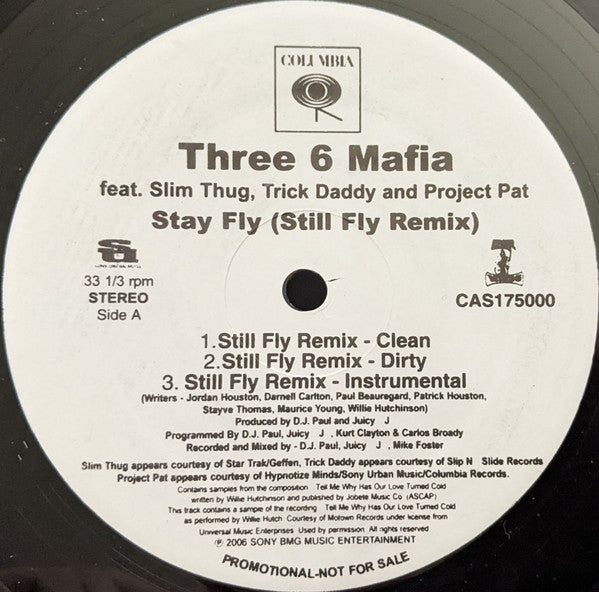 COLUMBIA
Three 6 Mafia
feat. Slim Thug, Trick Daddy and Project Pat
Stay Fly (Still Fly Remix)
33 1/3 rpm
STEREO
Side A
CAS175000
1.Still Fly Remix - Clean
2.Still Fly Remix - Dirty
3. Still Fly Remix - Instrumental
(Writers - Jordan Houston, Darnell Carlton, Paul Beauregard, Patrick Houston,
Stayve Thomas, Maurice Young, Willie Hutchinson)
Produced by D.J. Paul and Juicy J
Programmed By D.J. Paul, Juicy J , Kurt Clayton & Carlos Broady
Recorded and Mixed by - D.J. Paul, Juicy J , Mike Foster
Slim Thug appears courtesy of Star Trak/Geffen, Trick Daddy appears courtesy of Slip N Slide Records
Project Pat appears courtesy of Hypnotize Minds/Sony Urban Music/Columbia Records.
Contains samples from the composition Tell Me Why Has Our Love Turned Cold
written by Willie Hutchinson and published by Jobete Music Co (ASCAP)
This track contains a sample of the recording Tell Me Why Has Our Love Turned Cold
as performed by Willie Hutch Courtesy of Motown Records under license from
Universal Music Enterprises Used by permission All rights reserved
℗ 2006 SONY BMG MUSIC ENTERTAINMENT
PROMOTIONAL-NOT FOR SALE